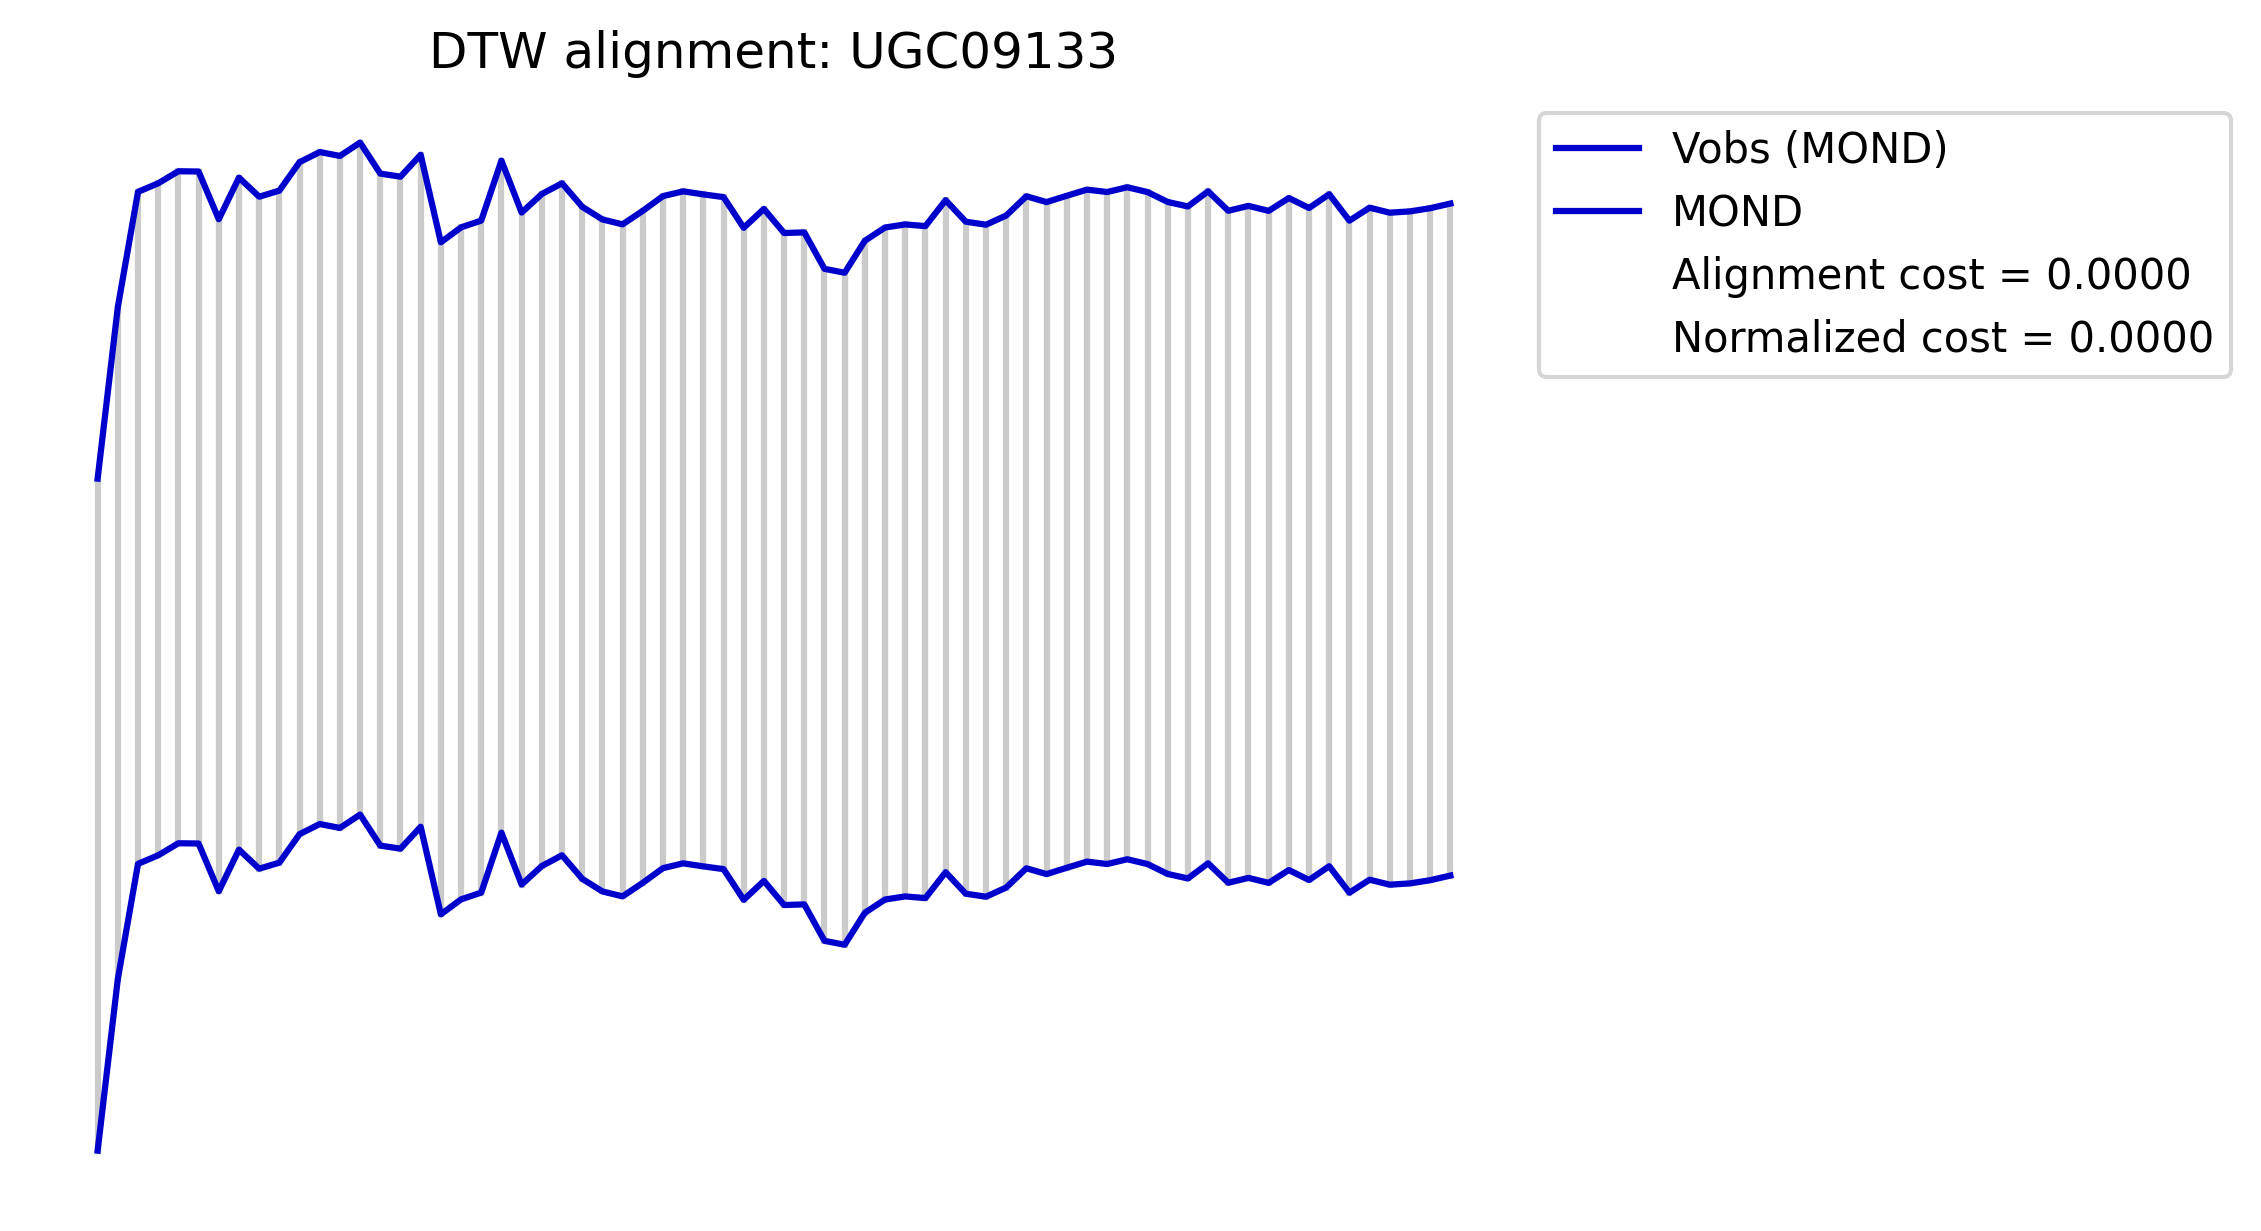 DTW alignment: UGC09133
Vobs (MOND)
MOND
Alignment cost = 0.0000
Normalized cost = 0.0000